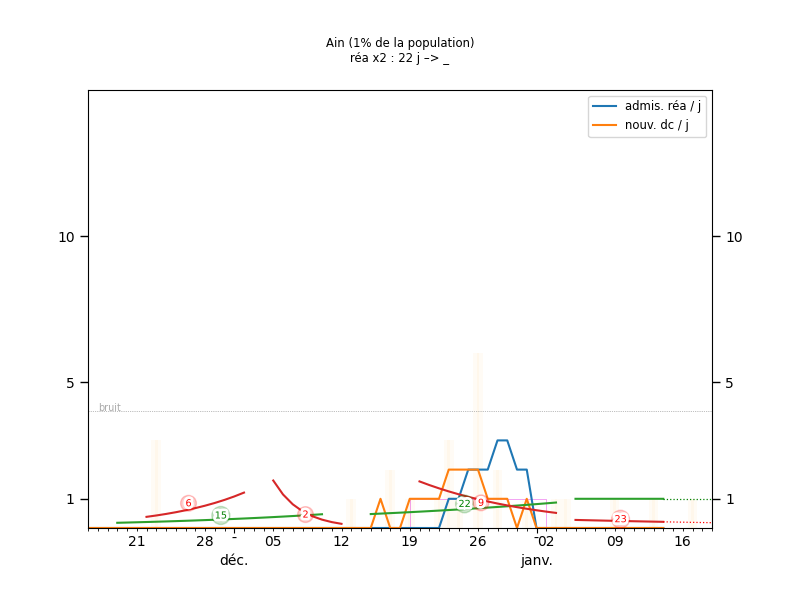 Ain (1% de la population)
réa x2 : 22 j –> _
admis. réa / j
nouv. dc / j
10 10
5 5
bruit
1 1
6 15 2 22 9 23
21 28 05 12 19 26 02 09 16
déc. janv.